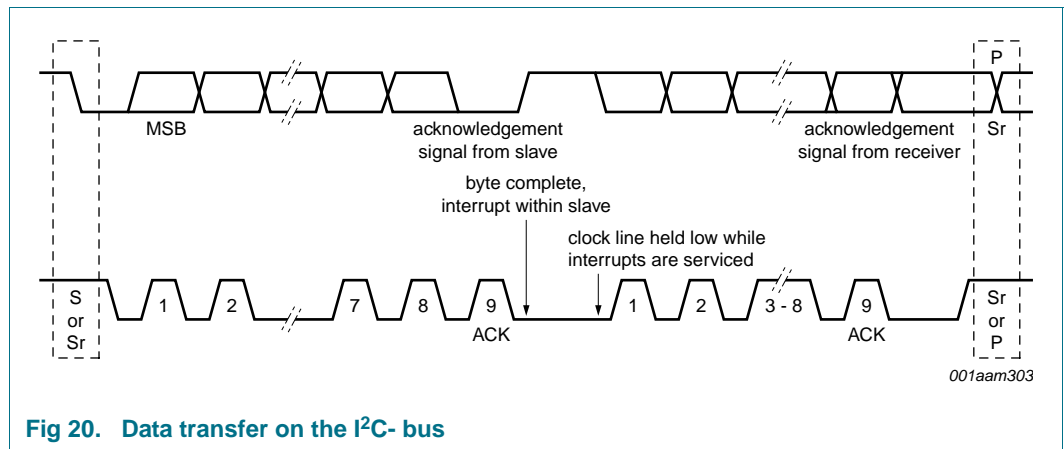 P
MSB
acknowledgement
signal from slave
acknowledgement
signal from receiver
Sr
byte complete,
interrupt within slave
clock line held low while
interrupts are serviced
S
or
Sr
1
2
7
8
9
ACK
1
2
3 - 8
9
ACK
Sr
or
P
001aam303
Fig 20. Data transfer on the I²C- bus